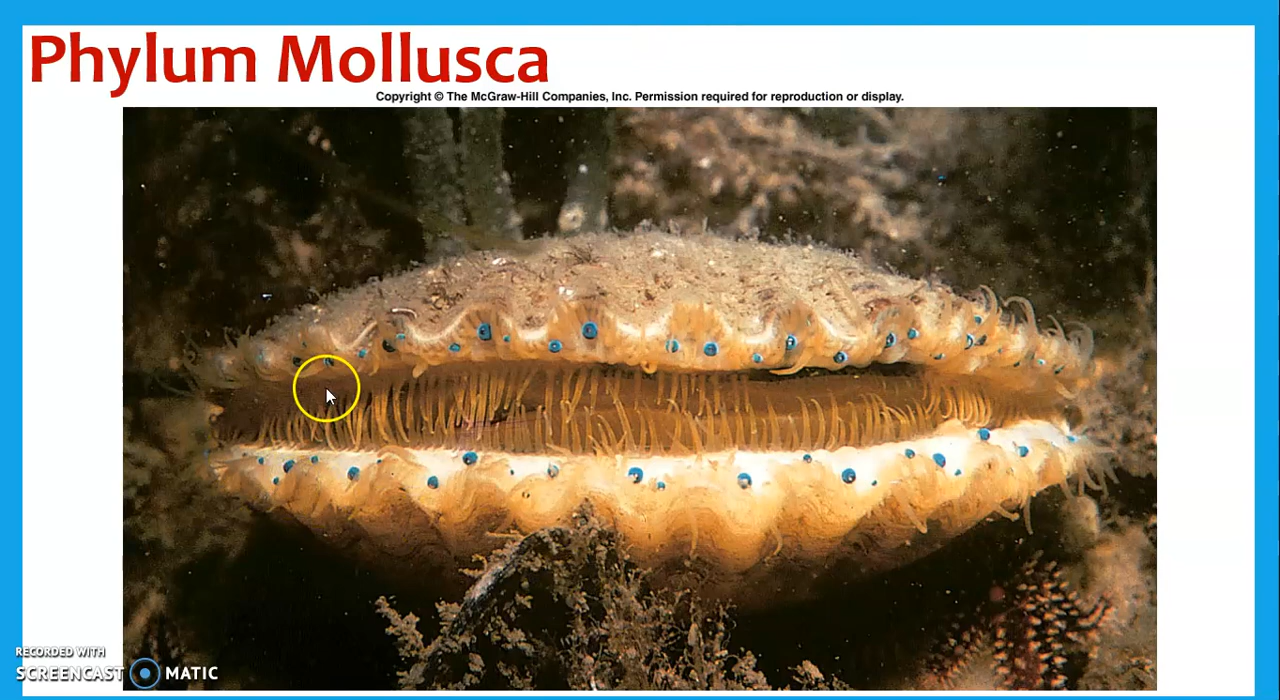 Phylum Mollusca
Copyright © The McGraw-Hill Companies, Inc. Permission required for reproduction or display.
RECORDED WITH
SCREENCAST MATIC